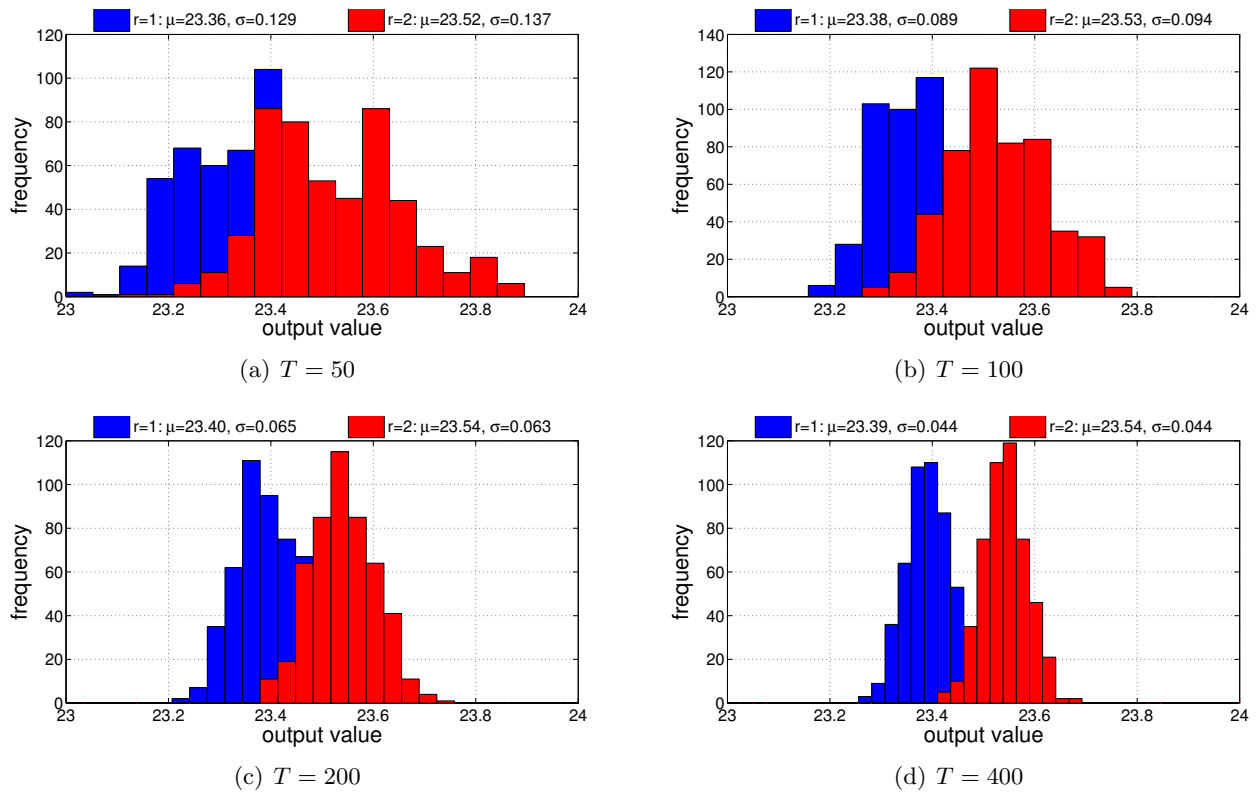 r=1: μ=23.36, σ=0.129 r=2: μ=23.52, σ=0.137
120
100
80
60
40
20
0
frequency
23 23.2 23.4 23.6 23.8 24
output value
(a) T = 50
r=1: μ=23.38, σ=0.089 r=2: μ=23.53, σ=0.094
140
120
100
80
60
40
20
0
frequency
23 23.2 23.4 23.6 23.8 24
output value
(b) T = 100
r=1: μ=23.40, σ=0.065 r=2: μ=23.54, σ=0.063
120
100
80
60
40
20
0
frequency
23 23.2 23.4 23.6 23.8 24
output value
(c) T = 200
r=1: μ=23.39, σ=0.044 r=2: μ=23.54, σ=0.044
120
100
80
60
40
20
0
frequency
23 23.2 23.4 23.6 23.8 24
output value
(d) T = 400